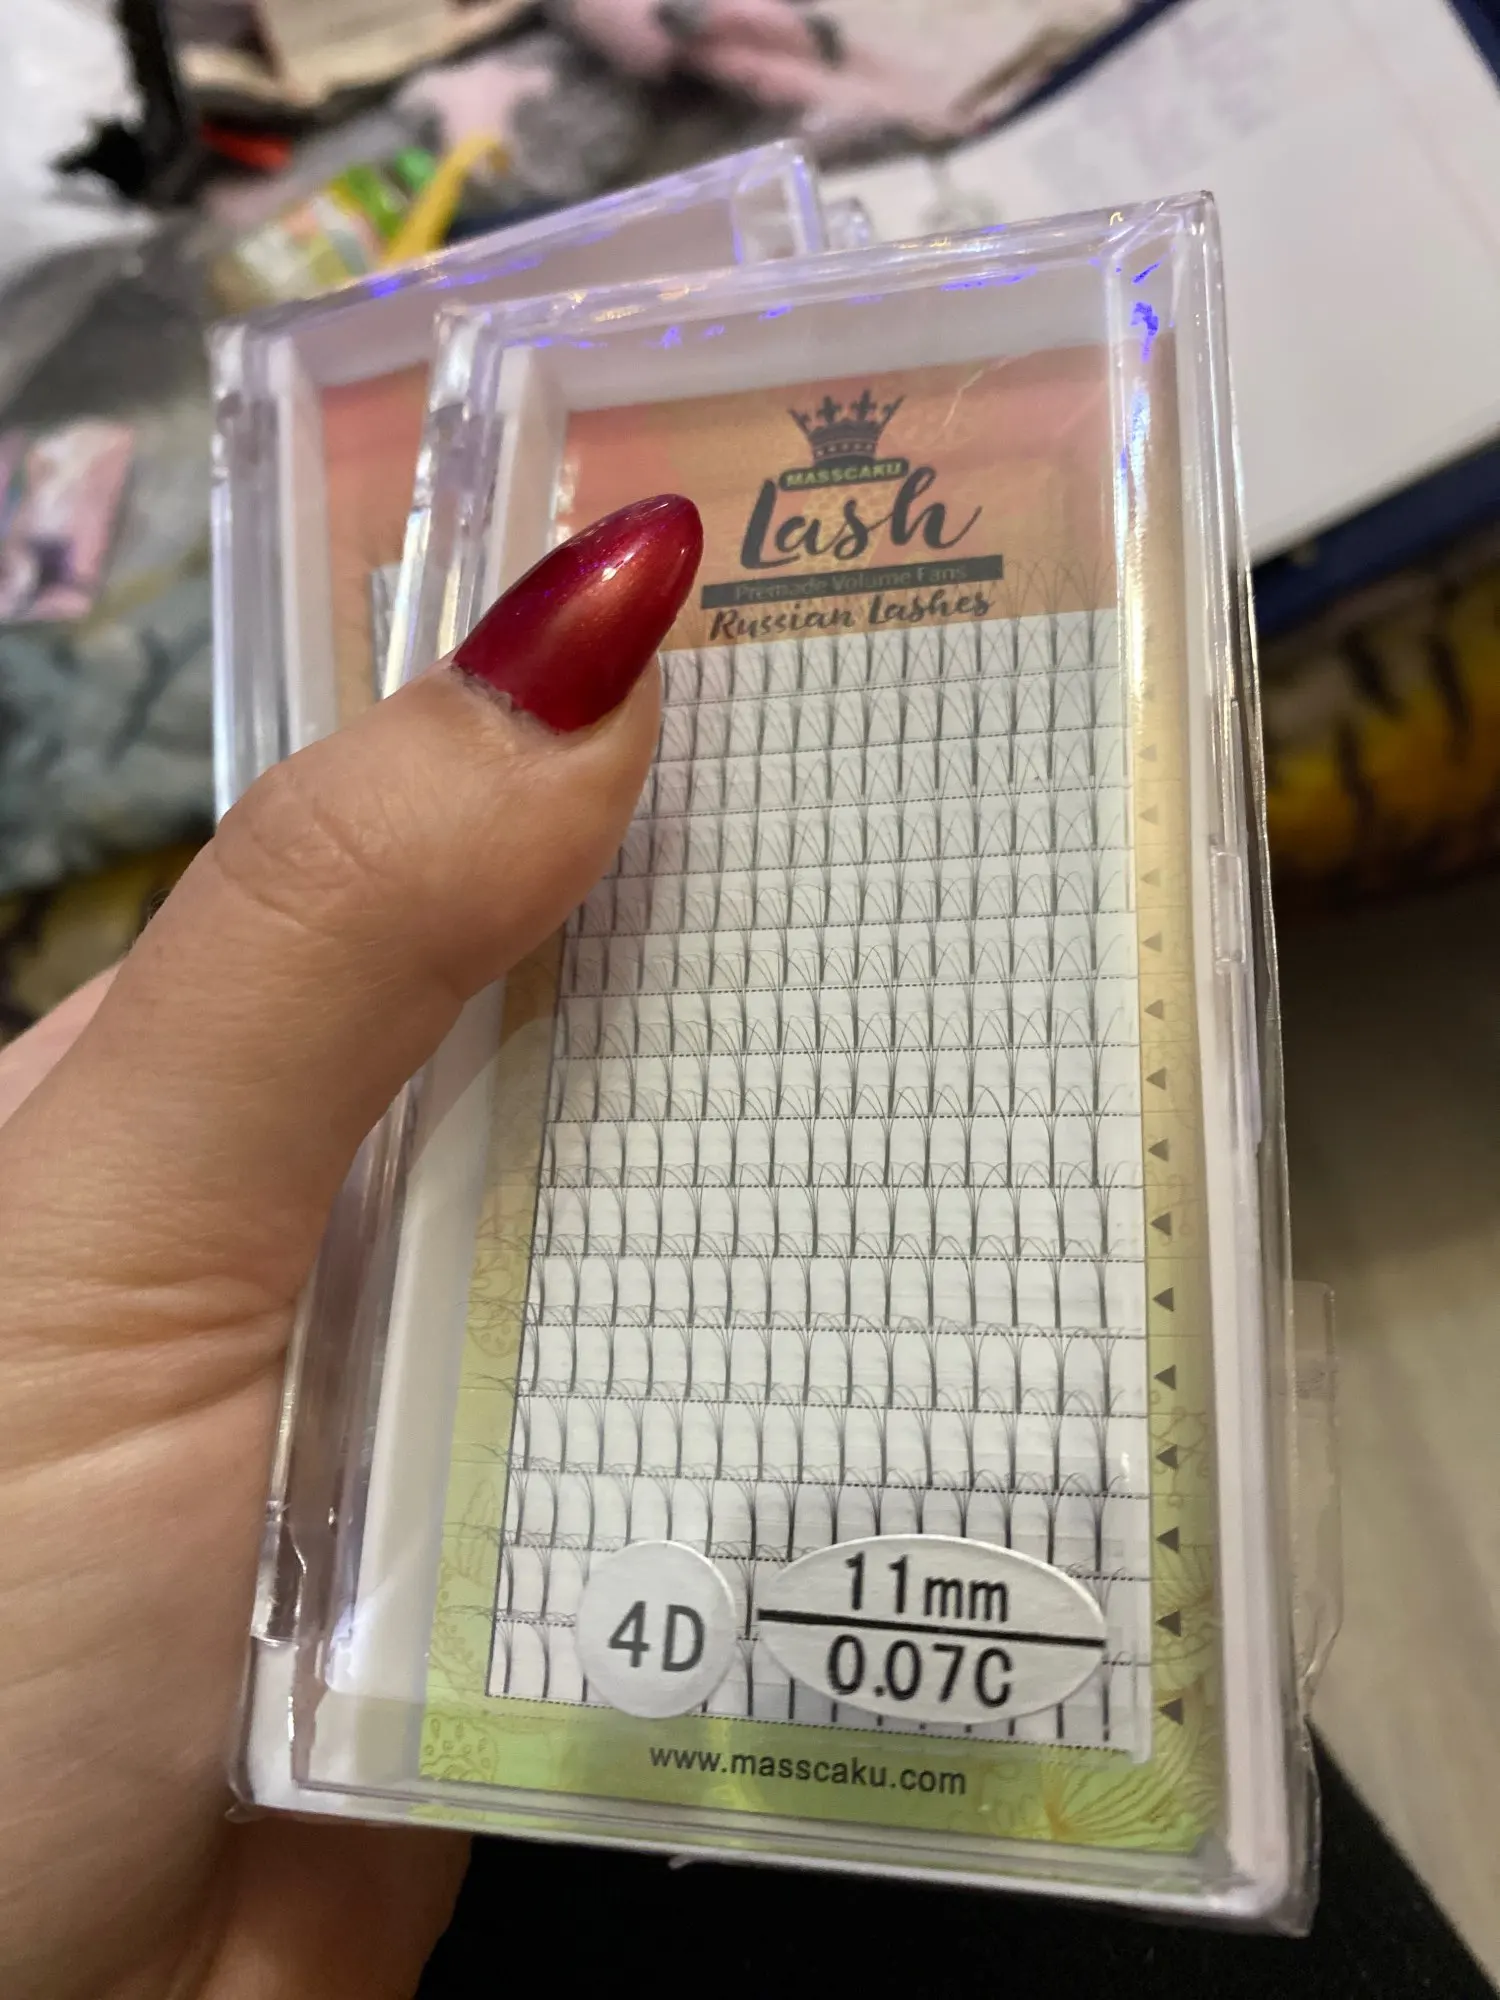 MASSCAKU
Lash
Premade Volume Fans
Russian Lashes
4D
11mm
0.07C
www.masscaku.com